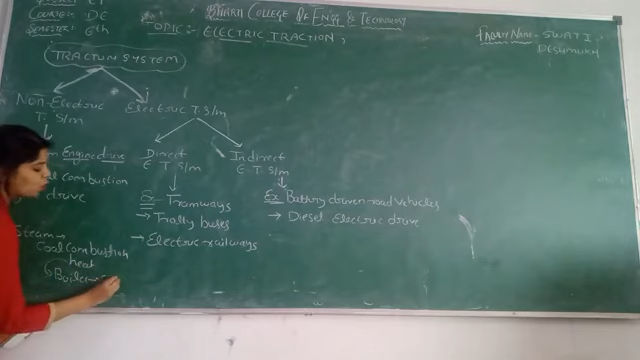 COURSE:- DE
SEMESTER:- 6th
BHARTI COLLEGE OF ENGG & TECHNOLOGY
TOPIC:- ELECTRIC TRACTION,
FACULTY NAME- SWATI.
DESHMUKH
TRACTION SYSTEM
Non-Electric
T. S/m
Electric T. S/m
Engine drive
Direct
E T. S/m
Indirect
E T. S/m
combustion
drive
Ex- Tramways
→ Trolly buses
→ Electric railways
Ex Battery driven road vehicles
→ Diesel Electric drive
Steam→
Coal Combustion
heat